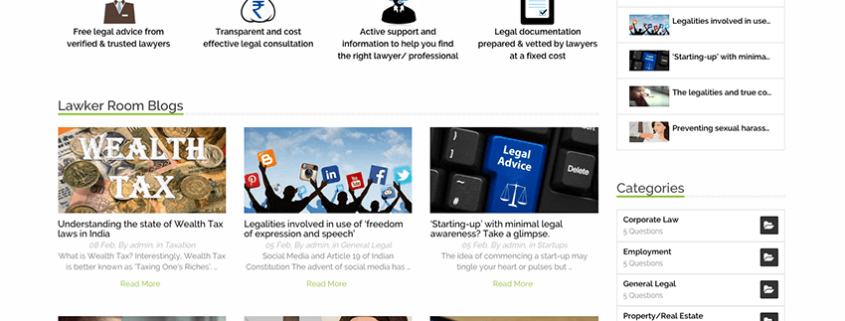 Free legal advice from
verified & trusted lawyers
Transparent and cost
effective legal consultation
Active support and
information to help you find
the right lawyer/ professional
Legal documentation
prepared & vetted by lawyers
at a fixed cost
Lawker Room Blogs
WEALTH
TAX
Understanding the state of Wealth Tax
laws in India
08 Feb, By admin, in Taxation
What is Wealth Tax? Interestingly, Wealth Tax
is better known as 'Taxing One's Riches'. ...
Read More
Legalities involved in use of 'freedom
of expression and speech'
05 Feb, By admin, in General Legal
Social Media and Article 19 of Indian
Constitution The advent of social media has ...
Read More
Legal
Advice
Delete
'Starting-up' with minimal legal
awareness? Take a glimpse.
05 Feb, By admin, in Startups
The idea of commencing a start-up may
tingle your heart or pulses but ...
Read More
Legalities involved in use...
'Starting-up' with minima...
The legalities and true co...
Preventing sexual harass...
Categories
Corporate Law
5 Questions
Employment
5 Questions
General Legal
5 Questions
Property/Real Estate